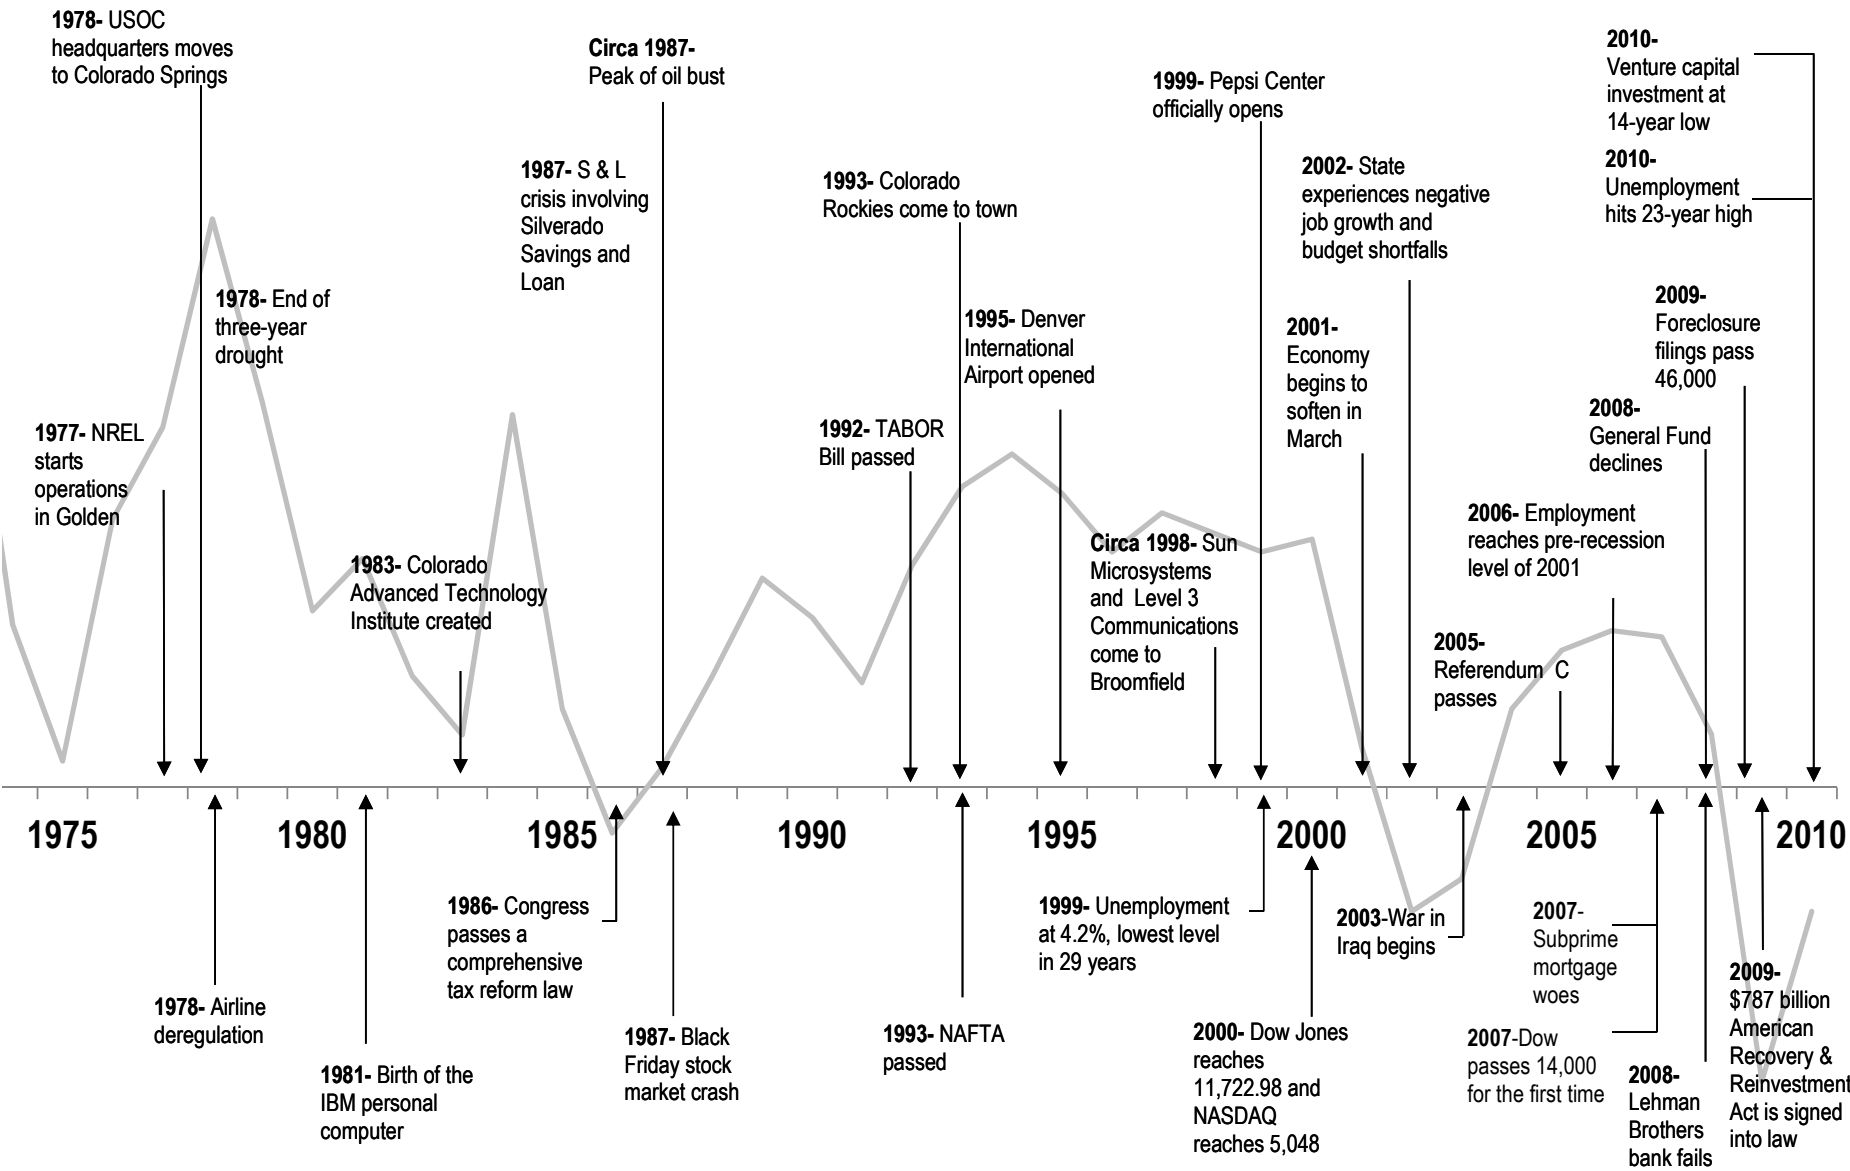 1978- USOC
headquarters moves
to Colorado Springs
Circa 1987-
Peak of oil bust
1999- Pepsi Center
officially opens
2010-
Venture capital
investment at
14-year low
2010-
Unemployment
hits 23-year high
1987- S & L
crisis involving
Silverado
Savings and
Loan
1993- Colorado
Rockies come to town
2002- State
experiences negative
job growth and
budget shortfalls
1978- End of
three-year
drought
1995- Denver
International
Airport opened
2001-
Economy
begins to
soften in
March
2009-
Foreclosure
filings pass
46,000
1977- NREL
starts
operations
in Golden
1992- TABOR
Bill passed
2008-
General Fund
declines
1983- Colorado
Advanced Technology
Institute created
Circa 1998- Sun
Microsystems
and Level 3
Communications
come to
Broomfield
2006- Employment
reaches pre-recession
level of 2001
2005-
Referendum C
passes
1975 1980 1985 1990 1995 2000 2005 2010
1986- Congress
passes a
comprehensive
tax reform law
1999- Unemployment
at 4.2%, lowest level
in 29 years
2003-War in
Iraq begins
2007-
Subprime
mortgage
woes
2009-
$787 billion
American
Recovery &
Reinvestment
Act is signed
into law
1978- Airline
deregulation
1981- Birth of the
IBM personal
computer
1987- Black
Friday stock
market crash
1993- NAFTA
passed
2000- Dow Jones
reaches
11,722.98 and
NASDAQ
reaches 5,048
2007-Dow
passes 14,000
for the first time
2008-
Lehman
Brothers
bank fails